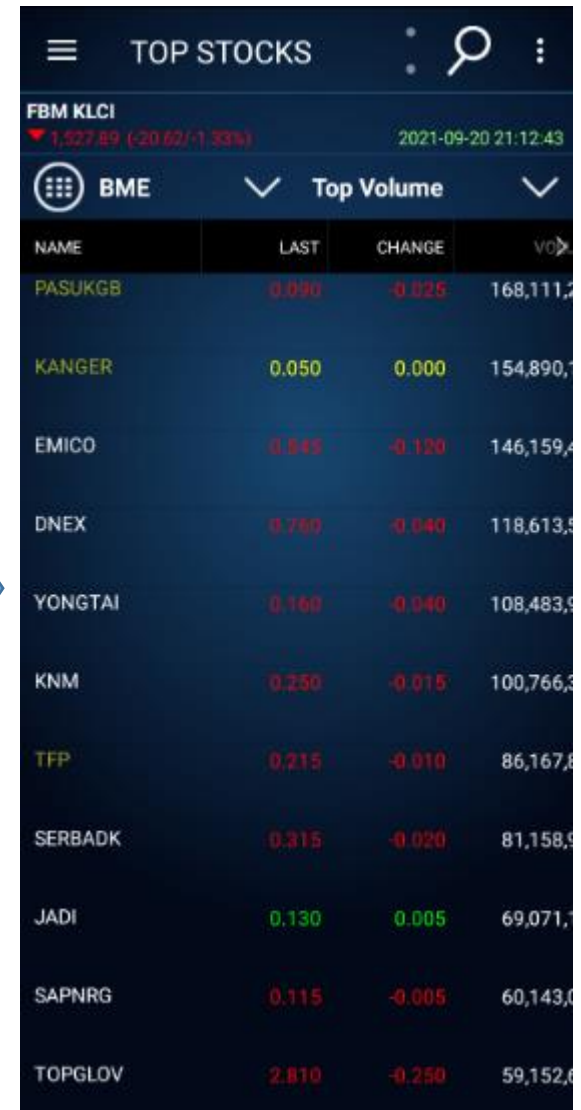 TOP STOCKS
FBM KLCI
1,527.89 (-20.62/-1.33%) 2021-09-20 21:12:43
BME Top Volume
NAME LAST CHANGE
PASUKGB 0.090 -0.025 168,111,2
KANGER 0.050 0.000 154,890,1
EMICO 0.545 -0.120 146,159,4
DNEX 0.760 -0.040 118,613,5
YONGTAI 0.160 -0.040 108,483,9
KNM 0.250 -0.015 100,766,3
TFP 0.215 -0.010 86,167,8
SERBADK 0.315 -0.020 81,158,9
JADI 0.130 0.005 69,071,1
SAPNRG 0.115 -0.005 60,143,0
TOPGLOV 2.810 -0.250 59,152,6